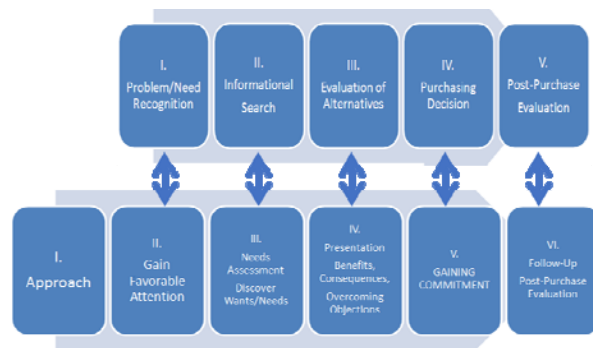 I.
Problem/Need
Recognition
II.
Informational
Search
III.
Evaluation of
Alternatives
IV.
Purchasing
Decision
V.
Post-Purchase
Evaluation
I.
Approach
II.
Gain
Favorable
Attention
III.
Needs
Assessment
Discover
Wants/Needs
IV.
Presentation
Benefits,
Consequences,
Overcoming
Objections
V.
GAINING
COMMITMENT
VI.
Follow-Up
Post-Purchase
Evaluation